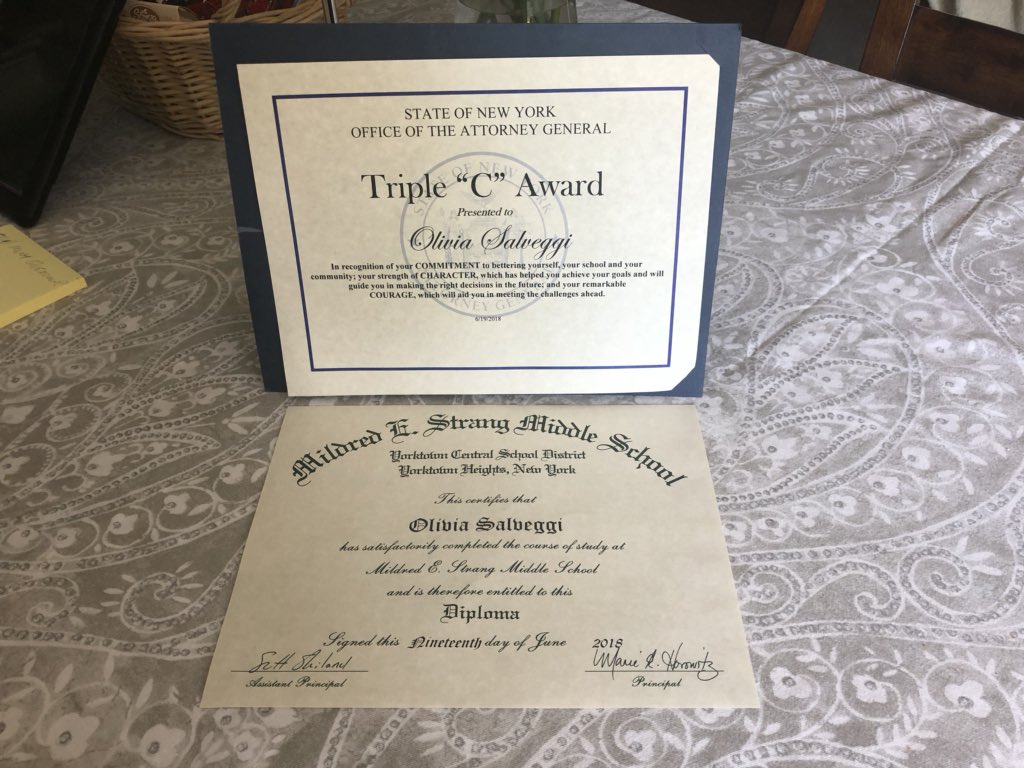 STATE OF NEW YORK
OFFICE OF THE ATTORNEY GENERAL
Triple “C” Award
Presented to
Olivia Salveggi
In recognition of your COMMITMENT to bettering yourself, your school and your
community; your strength of CHARACTER, which has helped you achieve your goals and will
guide you in making the right decisions in the future; and your remarkable
COURAGE, which will aid you in meeting the challenges ahead.
6/19/2018
Mildred E. Strang Middle School
Yorktown Central School District
Yorktown Heights, New York
This certifies that
Olivia Salveggi
has satisfactorily completed the course of study at
Mildred E. Strang Middle School
and is therefore entitled to this
Diploma
Signed this Nineteenth day of June 2018
Marie R. Horowitz
Assistant Principal
Principal